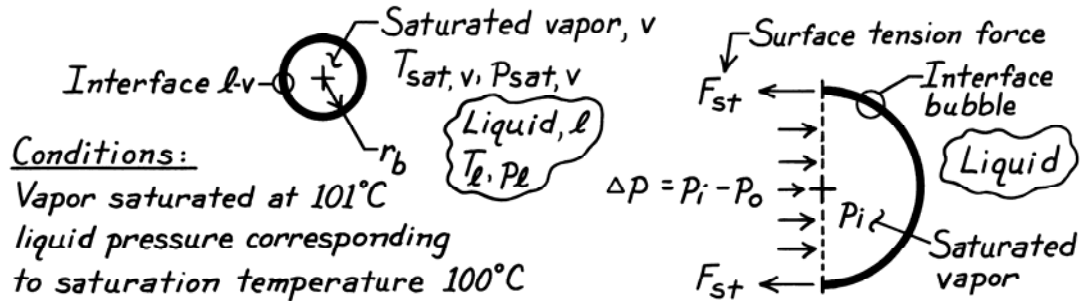 Saturated vapor, v
Interface l-v
Tsat, v, Psat, v
Liquid, l
Tl, Pl
rb
Conditions:
Vapor saturated at 101°C
liquid pressure corresponding
to saturation temperature 100°C
Surface tension force
Fst
Interface
bubble
Liquid
ΔP = Pi - Po
Pi
Saturated
vapor
Fst